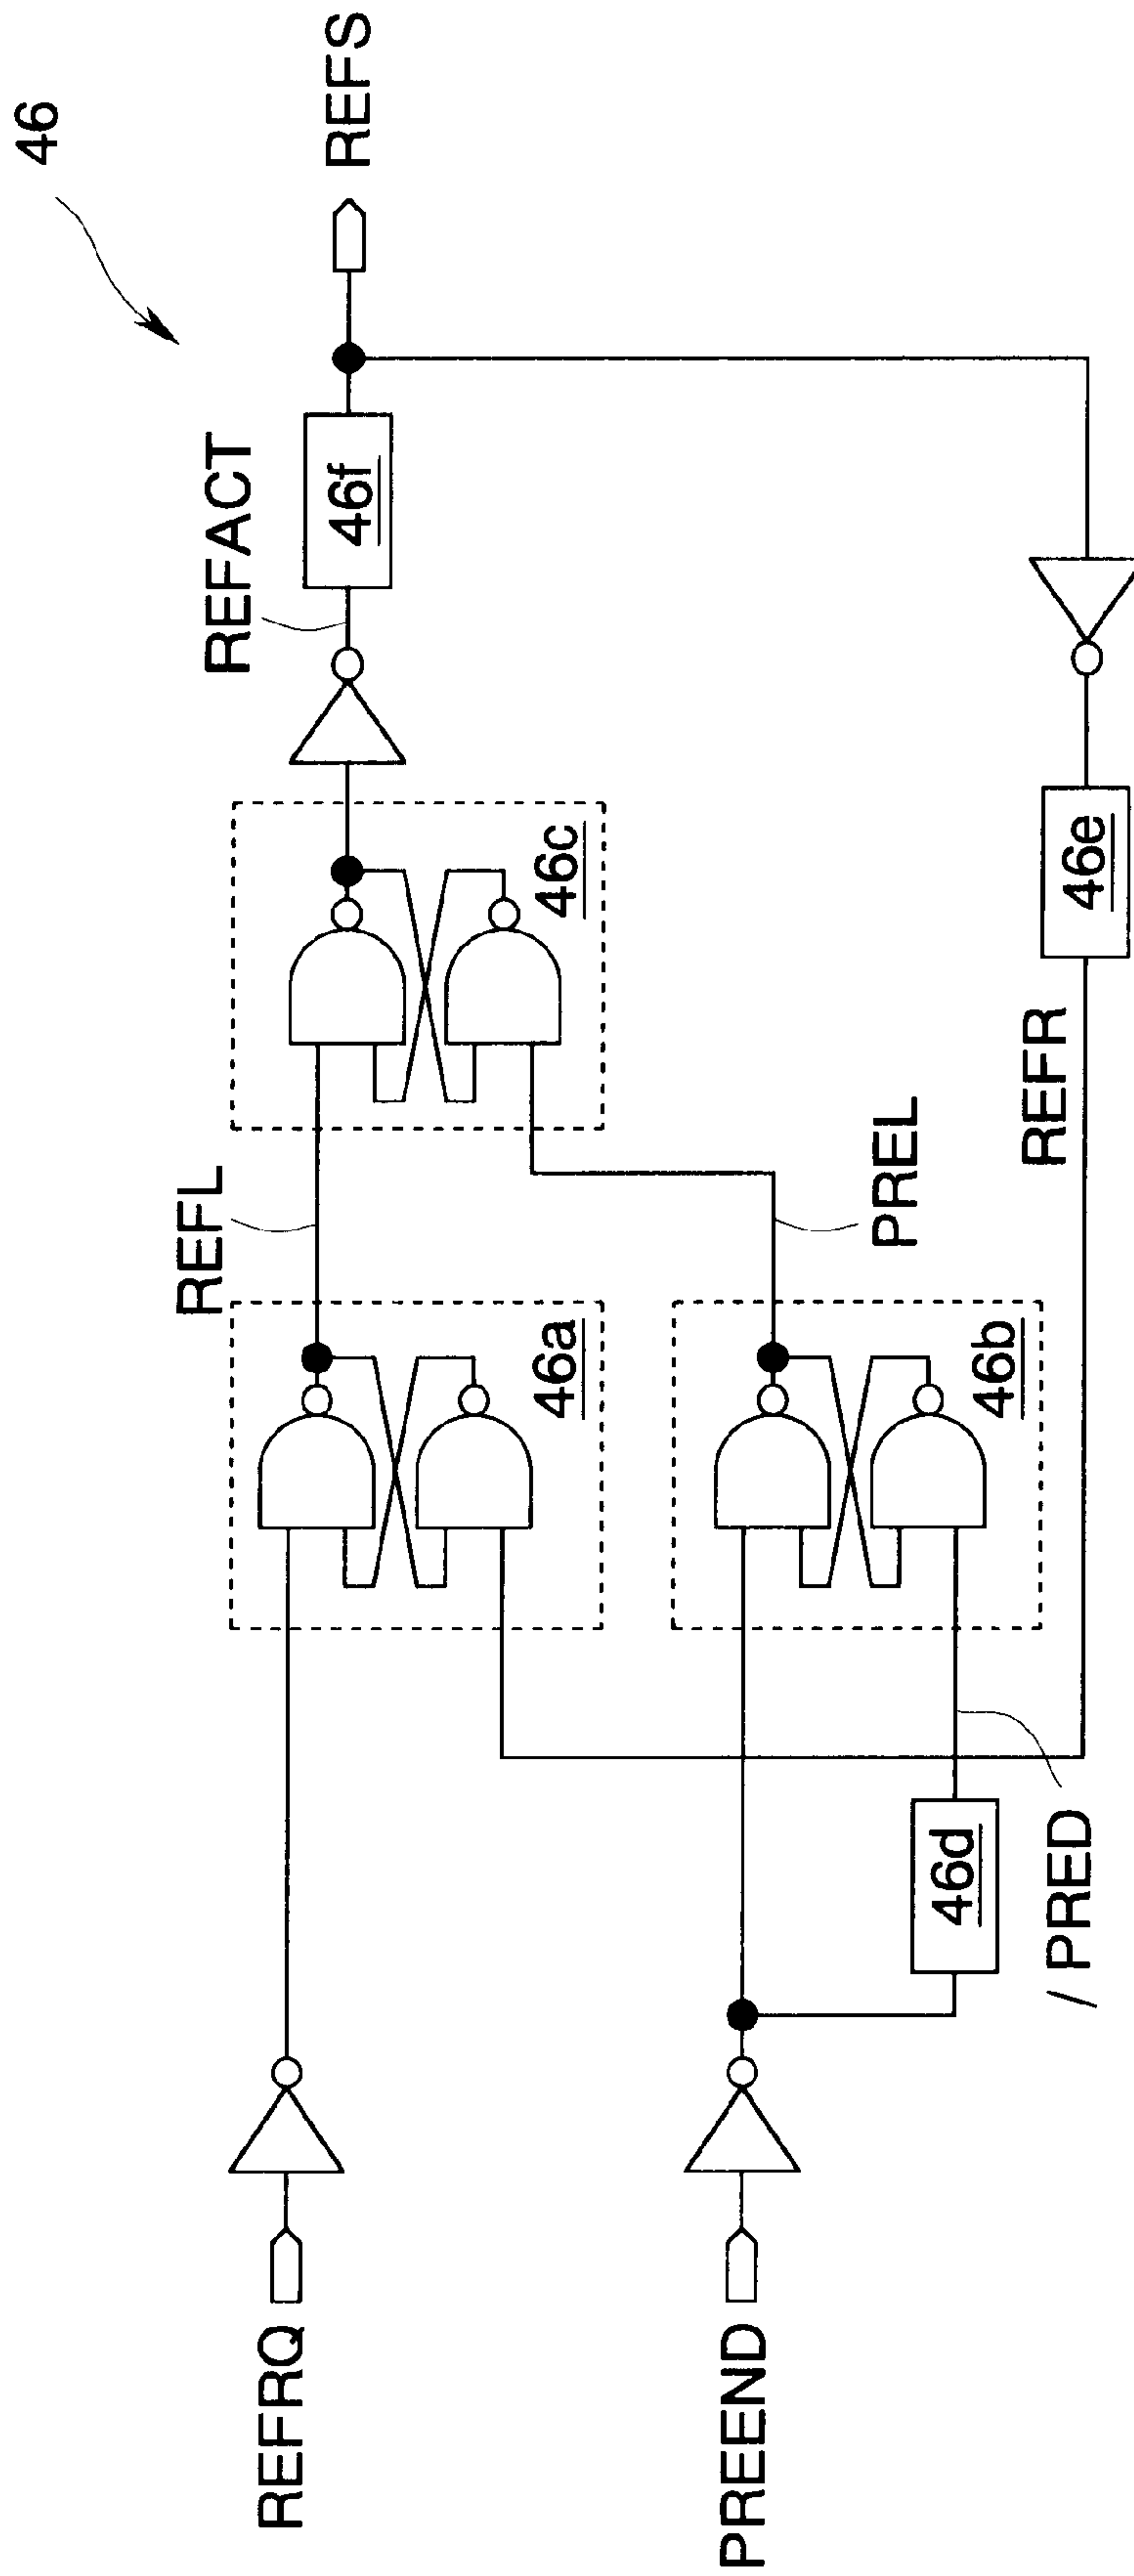 46
REFRQ
REFL
REFACT
REFS
46a
46c
46f
PREEND
PREL
46b
46d
/ PRED
REFR
46e